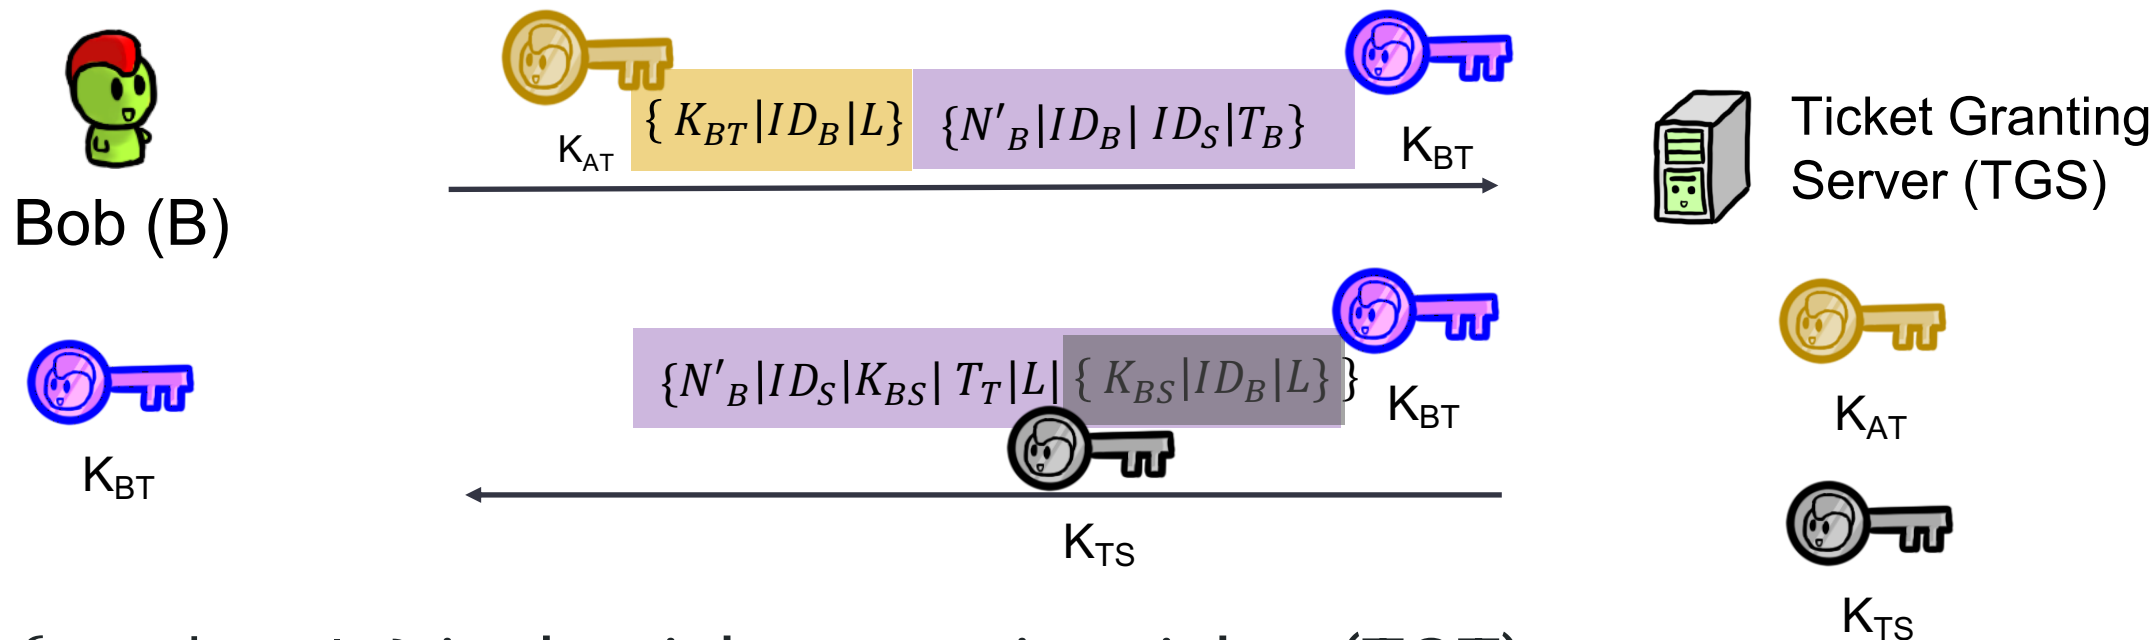 { K_BT|ID_B|L} {N'_B|ID_B| ID_S|T_B}
K_AT
K_BT
Ticket Granting
Server (TGS)
Bob (B)
{N'_B|ID_S|K_BS| T_T|L| { K_BS|ID_B|L} }
K_BT
K_AT
K_BT
K_TS
K_TS